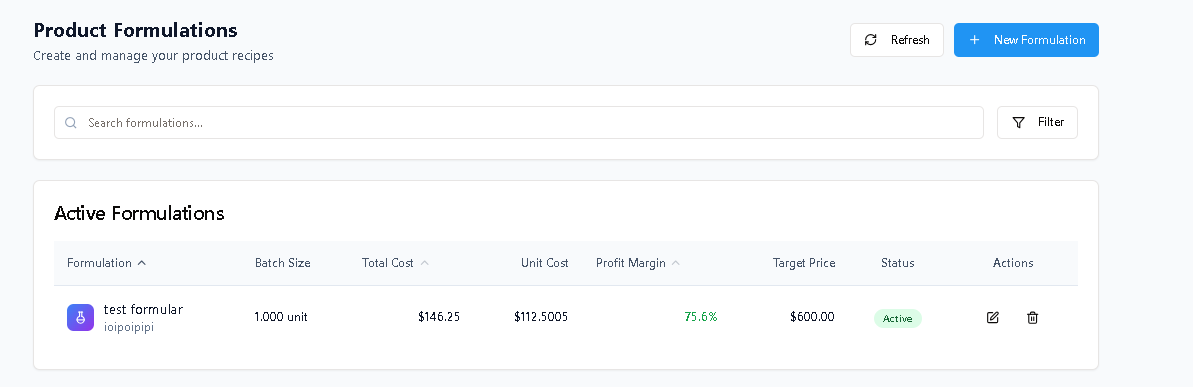 Product Formulations
Create and manage your product recipes
Refresh
New Formulation
Search formulations...
Filter
Active Formulations
Formulation Batch Size Total Cost Unit Cost Profit Margin Target Price Status Actions
test formular 1.000 unit $146.25 $112.5005 75.6% $600.00 Active
ioipoipipi